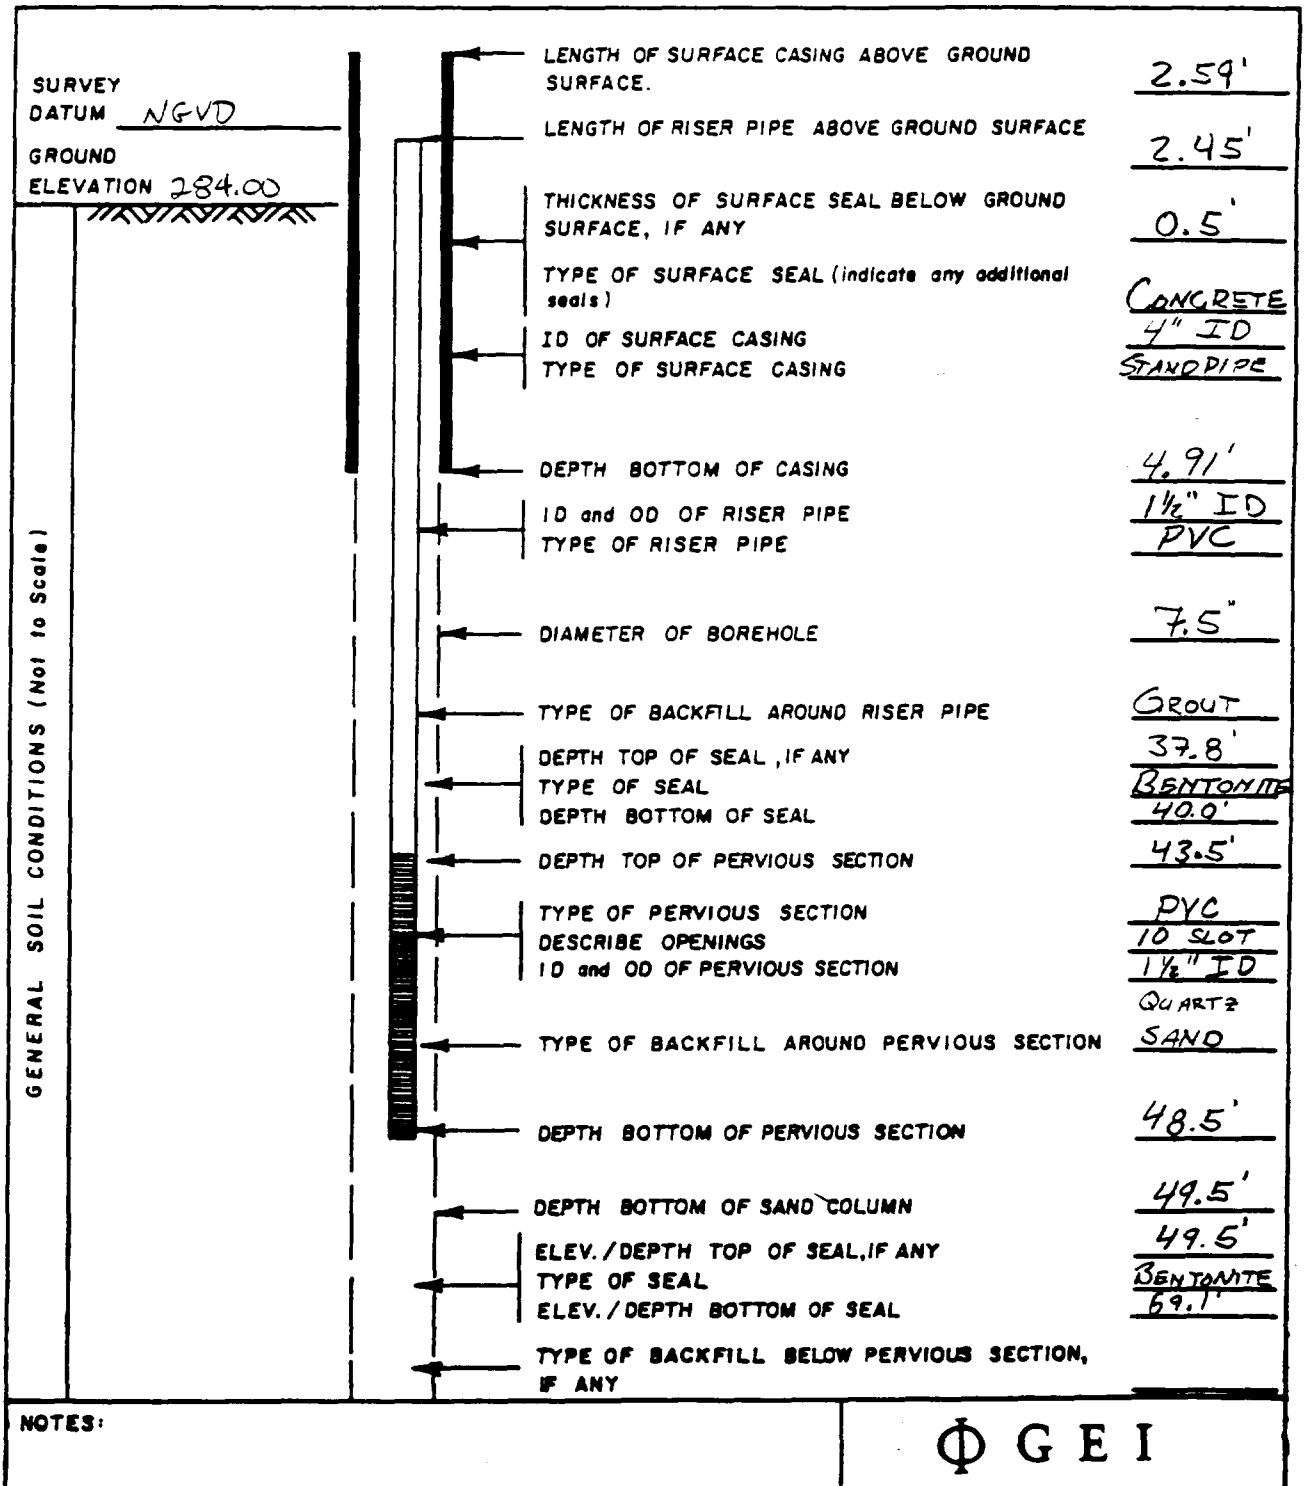 SURVEY
DATUM NGVD
GROUND
ELEVATION 284.00
GENERAL SOIL CONDITIONS (Not to Scale)
LENGTH OF SURFACE CASING ABOVE GROUND
SURFACE. 2.59'
LENGTH OF RISER PIPE ABOVE GROUND SURFACE 2.45'
THICKNESS OF SURFACE SEAL BELOW GROUND
SURFACE, IF ANY 0.5'
TYPE OF SURFACE SEAL (indicate any additional
seals) CONCRETE
ID OF SURFACE CASING 4" ID
TYPE OF SURFACE CASING STANDPIPE
DEPTH BOTTOM OF CASING 4.91'
ID and OD OF RISER PIPE 1½" ID
TYPE OF RISER PIPE PVC
DIAMETER OF BOREHOLE 7.5"
TYPE OF BACKFILL AROUND RISER PIPE GROUT
DEPTH TOP OF SEAL, IF ANY 37.8'
TYPE OF SEAL BENTONITE
DEPTH BOTTOM OF SEAL 40.0'
DEPTH TOP OF PERVIOUS SECTION 43.5'
TYPE OF PERVIOUS SECTION PVC
DESCRIBE OPENINGS 10 SLOT
ID and OD OF PERVIOUS SECTION 1½" ID
QUARTZ
TYPE OF BACKFILL AROUND PERVIOUS SECTION SAND
DEPTH BOTTOM OF PERVIOUS SECTION 48.5'
DEPTH BOTTOM OF SAND COLUMN 49.5'
ELEV./DEPTH TOP OF SEAL, IF ANY 49.5'
TYPE OF SEAL BENTONITE
ELEV./DEPTH BOTTOM OF SEAL
TYPE OF BACKFILL BELOW PERVIOUS SECTION,
IF ANY
NOTES:
Φ GEI